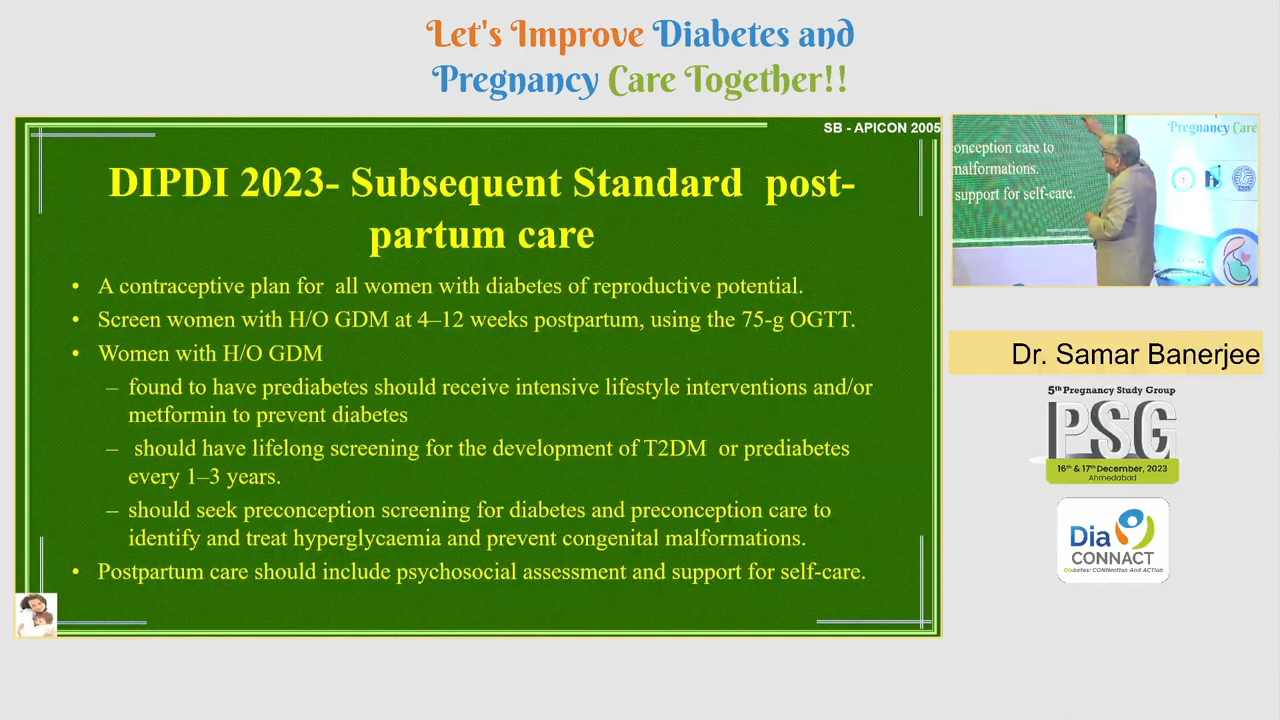 Let's Improve Diabetes and
Pregnancy Care Together!!
SB - APICON 2005
DIPDI 2023- Subsequent Standard post-
partum care
• A contraceptive plan for all women with diabetes of reproductive potential.
• Screen women with H/O GDM at 4–12 weeks postpartum, using the 75-g OGTT.
• Women with H/O GDM
– found to have prediabetes should receive intensive lifestyle interventions and/or
metformin to prevent diabetes
– should have lifelong screening for the development of T2DM or prediabetes
every 1–3 years.
– should seek preconception screening for diabetes and preconception care to
identify and treat hyperglycaemia and prevent congenital malformations.
• Postpartum care should include psychosocial assessment and support for self-care.
onception care to
malformations.
support for self-care.
Pregnancy Care
Dr. Samar Banerjee
5th Pregnancy Study Group
PSG
16th & 17th December, 2023
Ahmedabad
Dia
CONNACT
Diabetes: CONNection And ACTion